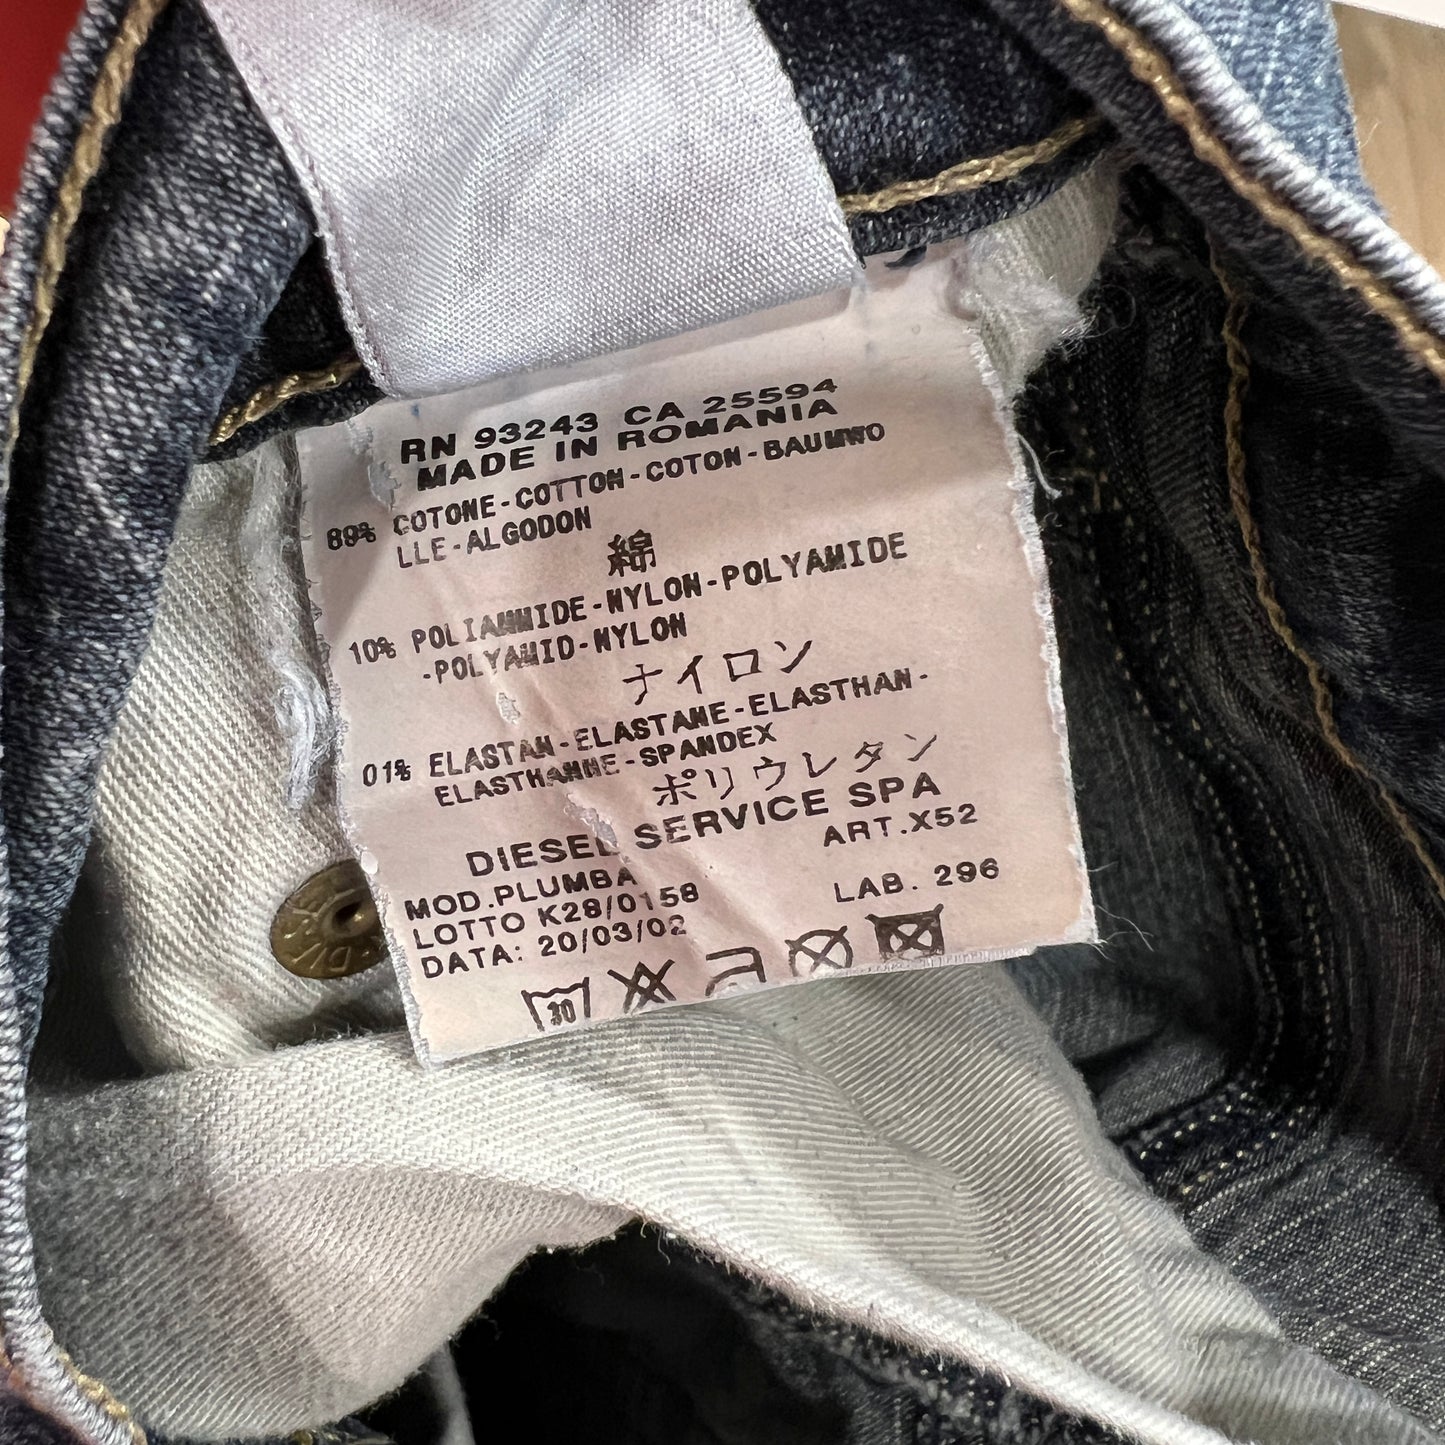 RN 93243 CA 25594
MADE IN ROMANIA
89% COTONE-COTTON-COTON-BAUMWO
LLE-ALGODON
綿
10% POLIAMMIDE-NYLON-POLYAMIDE
-POLYAMID-NYLON
ナイロン
01% ELASTAN-ELASTANE-ELASTHAN-
ELASTHANNE-SPANDEX
ポリウレタン
DIESEL SERVICE SPA
ART.X52
MOD.PLUMBA
LAB. 296
LOTTO K28/0158
DATA: 20/03/02
30